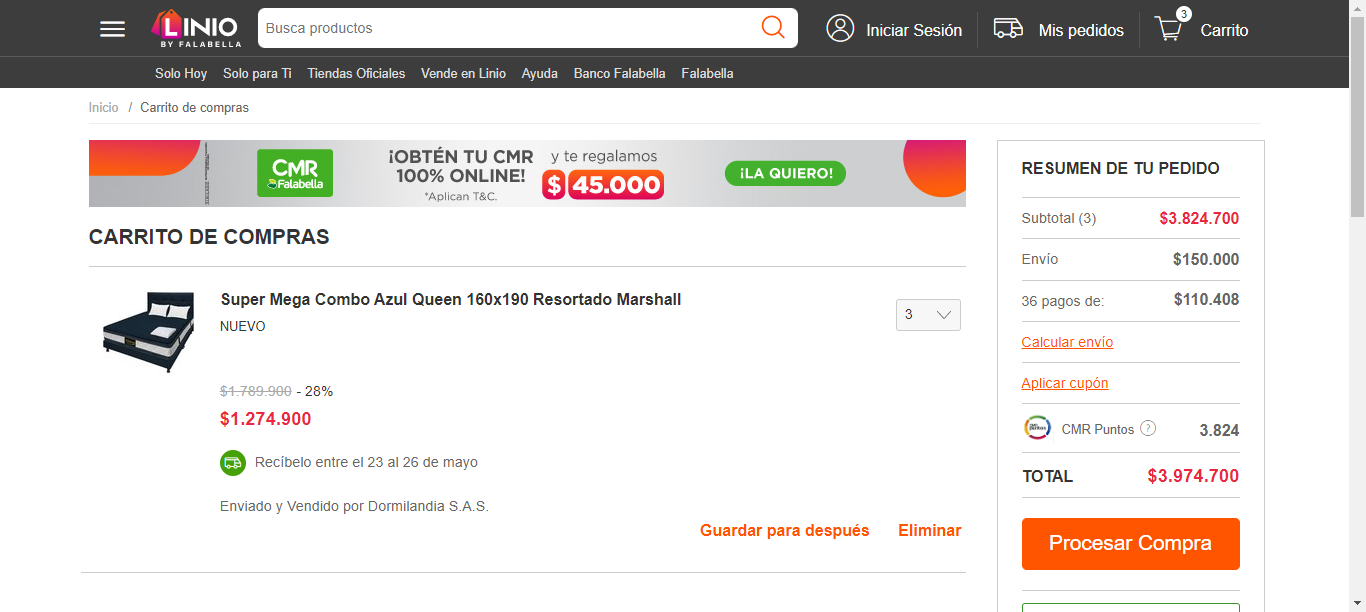 LINIO
BY FALABELLA
Busca productos
Iniciar Sesión
Mis pedidos
3
Carrito
Solo Hoy
Solo para Ti
Tiendas Oficiales
Vende en Linio
Ayuda
Banco Falabella
Falabella
Inicio / Carrito de compras
CMR
Falabella
¡OBTÉN TU CMR
100% ONLINE!
*Aplican T&C.
y te regalamos
$ 45.000
¡LA QUIERO!
CARRITO DE COMPRAS
Super Mega Combo Azul Queen 160x190 Resortado Marshall
NUEVO
3
$1.789.900 - 28%
$1.274.900
Recíbelo entre el 23 al 26 de mayo
Enviado y Vendido por Dormilandia S.A.S.
Guardar para después
Eliminar
RESUMEN DE TU PEDIDO
Subtotal (3) $3.824.700
Envío $150.000
36 pagos de: $110.408
Calcular envío
Aplicar cupón
CMR Puntos ? 3.824
TOTAL $3.974.700
Procesar Compra